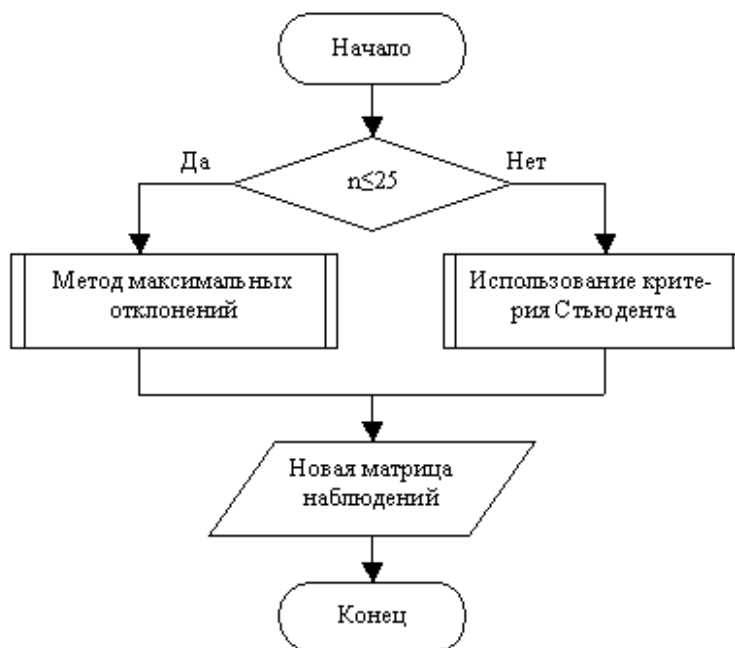 Начало
Да
Нет
n≤25
Метод максимальных
отклонений
Использование крите-
рия Стьюдента
Новая матрица
наблюдений
Конец